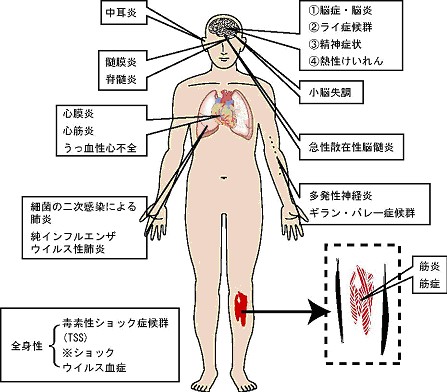 中耳炎
①脳症・脳炎
②ライ症候群
③精神症状
④熱性けいれん
髄膜炎
脊髄炎
小脳失調
心膜炎
心筋炎
うっ血性心不全
急性散在性脳髄炎
多発性神経炎
ギラン・バレー症候群
細菌の二次感染による
肺炎
純インフルエンザ
ウイルス性肺炎
筋炎
筋症
全身性
毒素性ショック症候群
(TSS)
※ショック
ウイルス血症